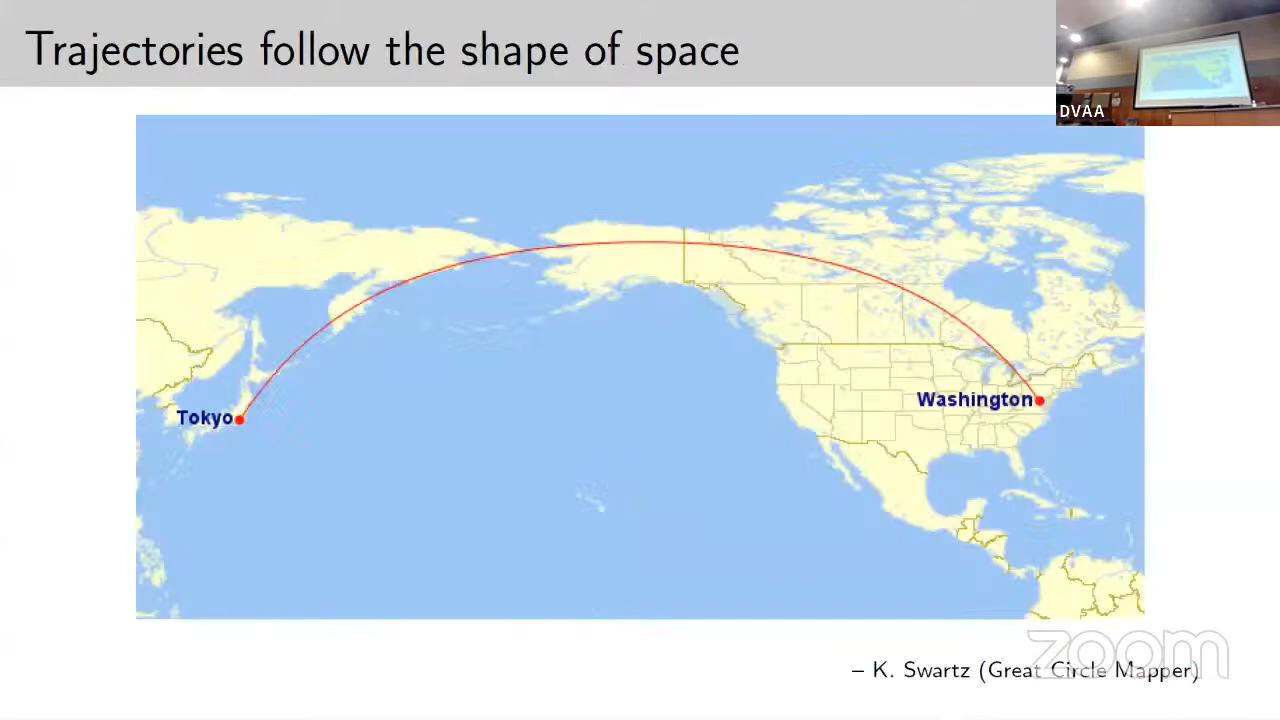 Trajectories follow the shape of space
DVAA
Tokyo
Washington
– K. Swartz (Great Circle Mapper)
zoom